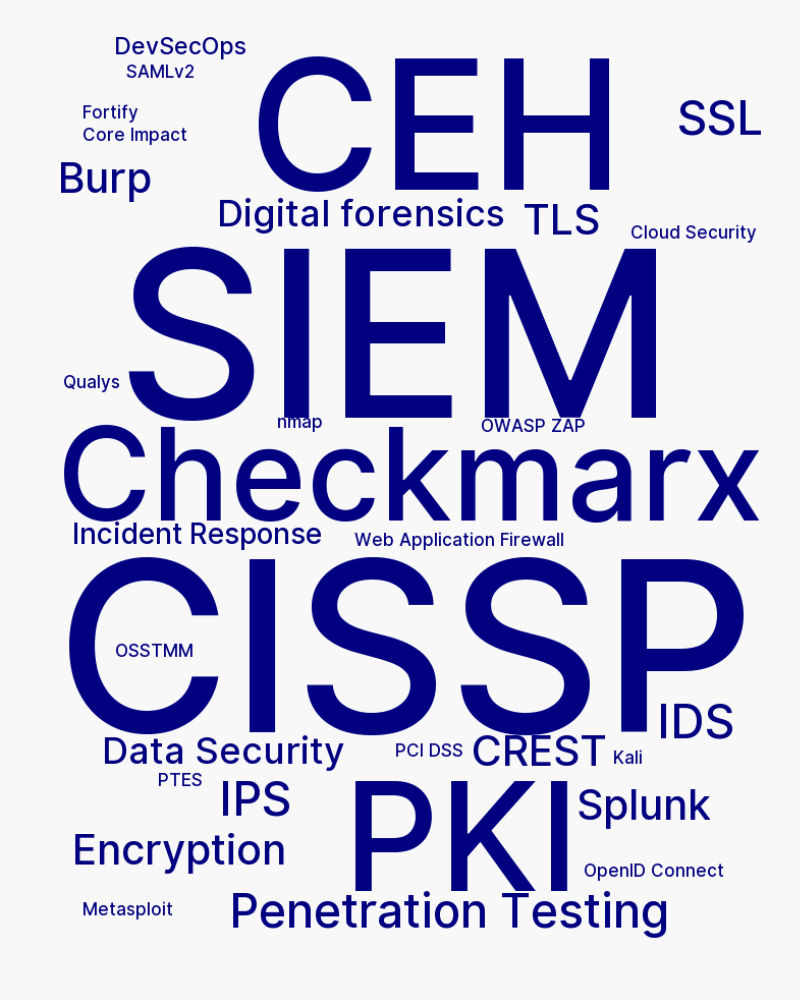 DevSecOps
SAMLv2
CEH
SSL
Fortify
Core Impact
Burp
Digital forensics
TLS
Cloud Security
SIEM
Qualys
nmap
OWASP ZAP
Checkmarx
Incident Response
Web Application Firewall
CISSP
OSSTMM
IDS
Data Security
PCI DSS
CREST
Kali
PTES
IPS
PKI
Splunk
Encryption
OpenID Connect
Metasploit
Penetration Testing